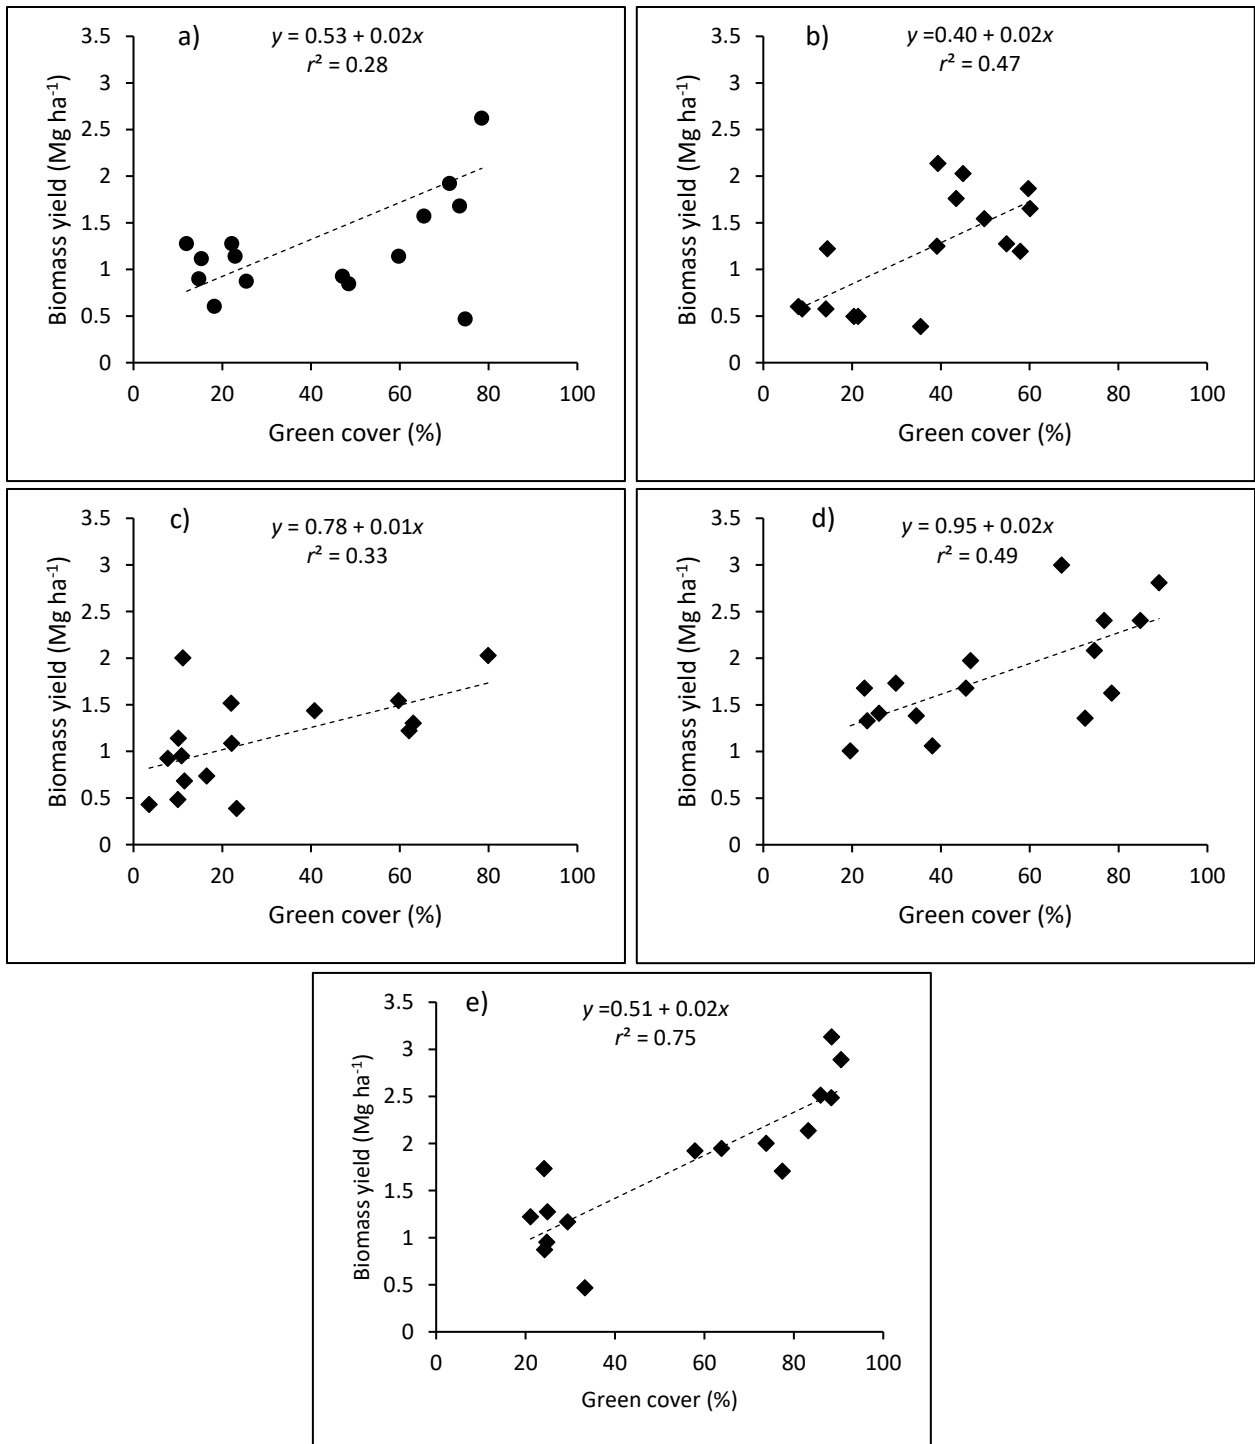 a)
y = 0.53 + 0.02x
r² = 0.28
3.5
3
2.5
2
1.5
1
0.5
0
Biomass yield (Mg ha⁻¹)
0 20 40 60 80 100
Green cover (%)
b)
y =0.40 + 0.02x
r² = 0.47
3.5
3
2.5
2
1.5
1
0.5
0
Biomass yield (Mg ha⁻¹)
0 20 40 60 80 100
Green cover (%)
c)
y = 0.78 + 0.01x
r² = 0.33
3.5
3
2.5
2
1.5
1
0.5
0
Biomass yield (Mg ha⁻¹)
0 20 40 60 80 100
Green cover (%)
d)
y = 0.95 + 0.02x
r² = 0.49
3.5
3
2.5
2
1.5
1
0.5
0
Biomass yield (Mg ha⁻¹)
0 20 40 60 80 100
Green cover (%)
e)
y =0.51 + 0.02x
r² = 0.75
3.5
3
2.5
2
1.5
1
0.5
0
Biomass yield (Mg ha⁻¹)
0 20 40 60 80 100
Green cover (%)